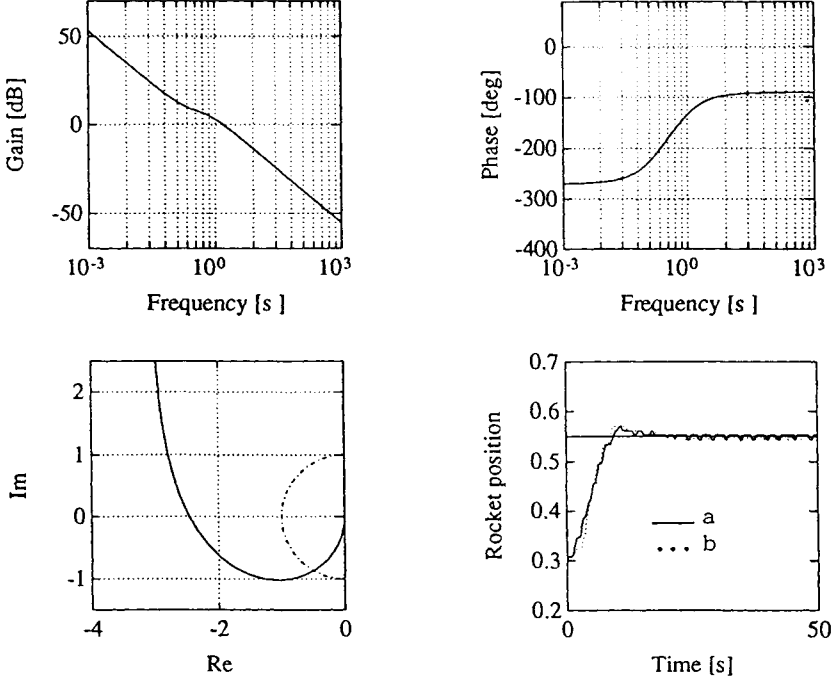 Gain [dB]
50
0
-50
10-3
100
103
Frequency [s ]
Phase [deg]
0
-100
-200
-300
-400
10-3
100
103
Frequency [s ]
Im
2
1
0
-1
-4
-2
0
Re
Rocket position
0.7
0.6
0.5
0.4
0.3
0.2
a
b
0
50
Time [s]